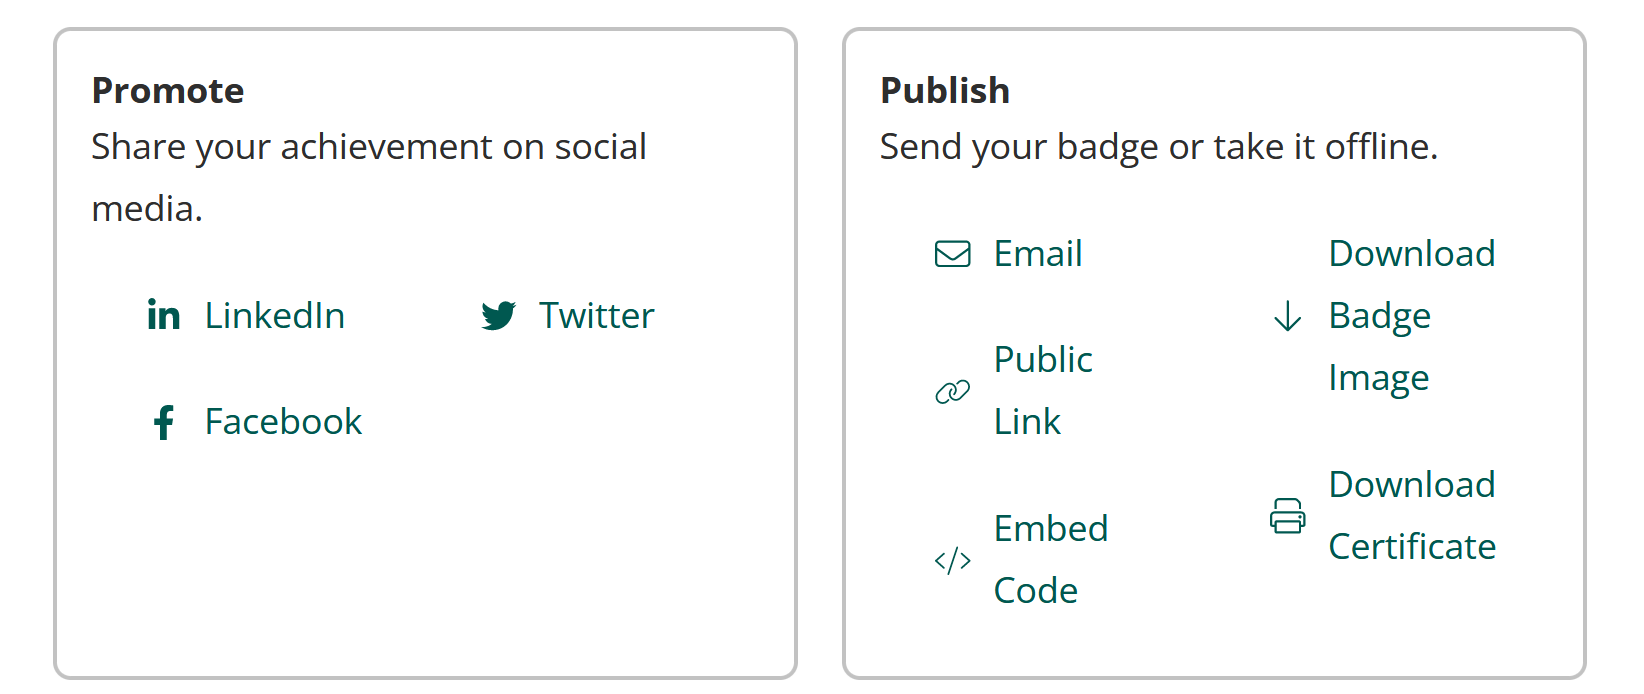 Promote
Share your achievement on social
media.
LinkedIn
Twitter
Facebook
Publish
Send your badge or take it offline.
Email
Public
Link
Embed
Code
Download
Badge
Image
Download
Certificate